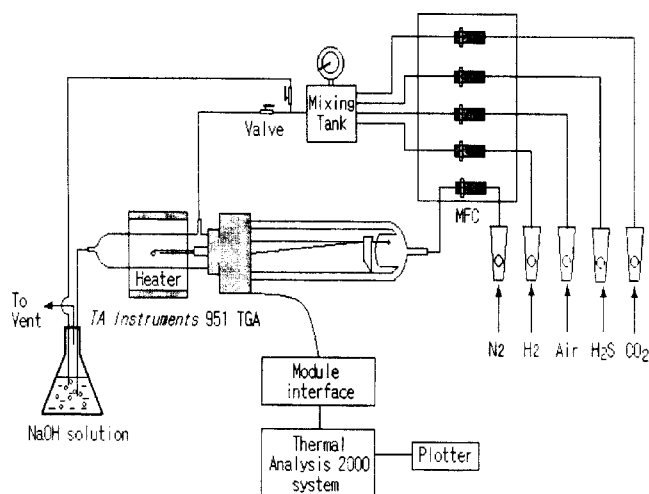 Mixing
Tank
Valve
MFC
Heater
To
Vent
TA Instruments 951 TGA
N2 H2 Air H2S CO2
Module
interface
NaOH solution
Thermal
Analysis 2000
system
Plotter